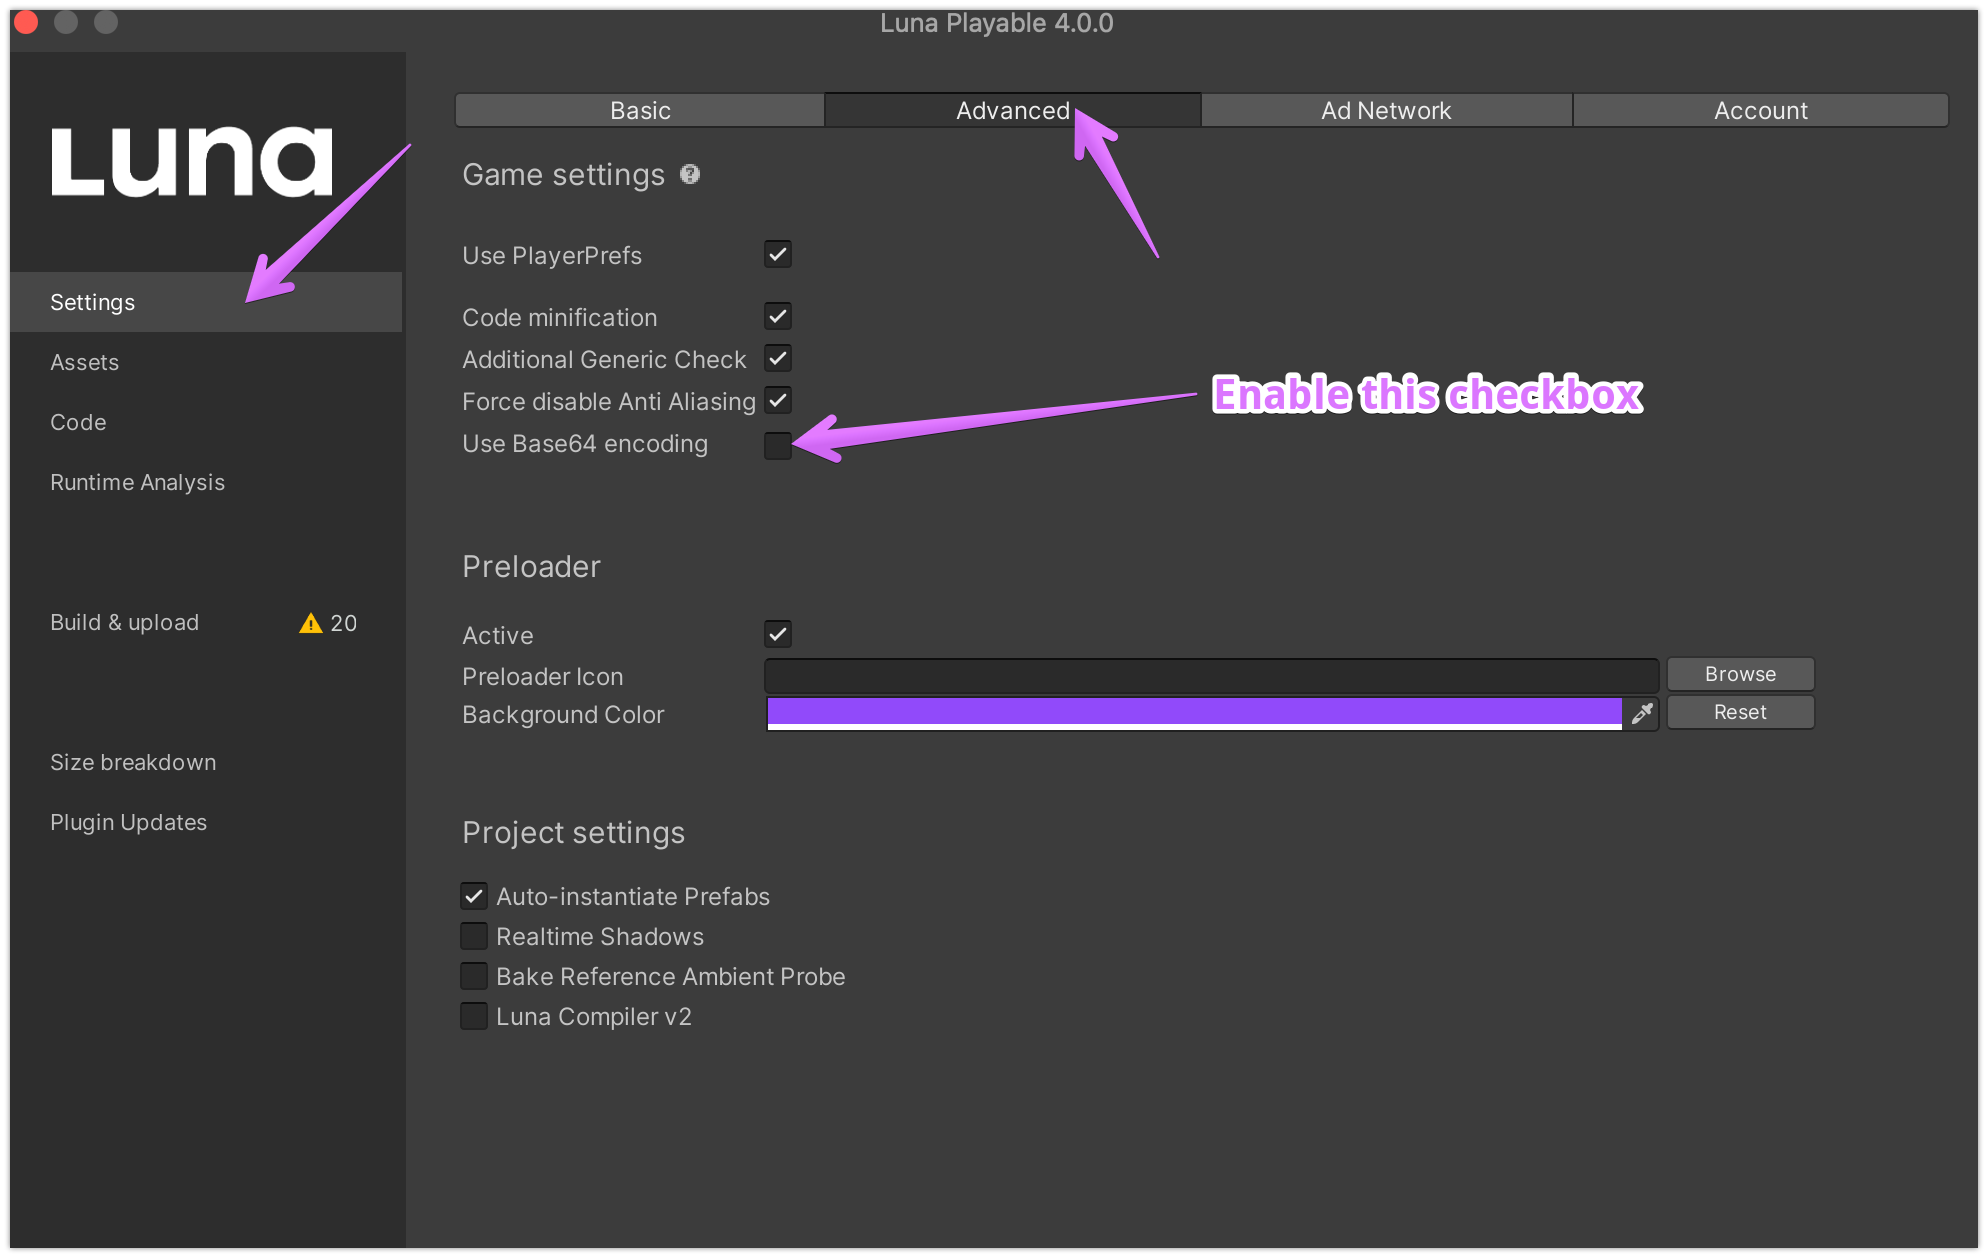 Luna Playable 4.0.0
Luna
Settings
Assets
Code
Runtime Analysis
Build & upload 20
Size breakdown
Plugin Updates
Basic Advanced Ad Network Account
Game settings
Use PlayerPrefs
Code minification
Additional Generic Check
Force disable Anti Aliasing
Enable this checkbox
Use Base64 encoding
Preloader
Active
Preloader Icon Browse
Background Color Reset
Project settings
Auto-instantiate Prefabs
Realtime Shadows
Bake Reference Ambient Probe
Luna Compiler v2